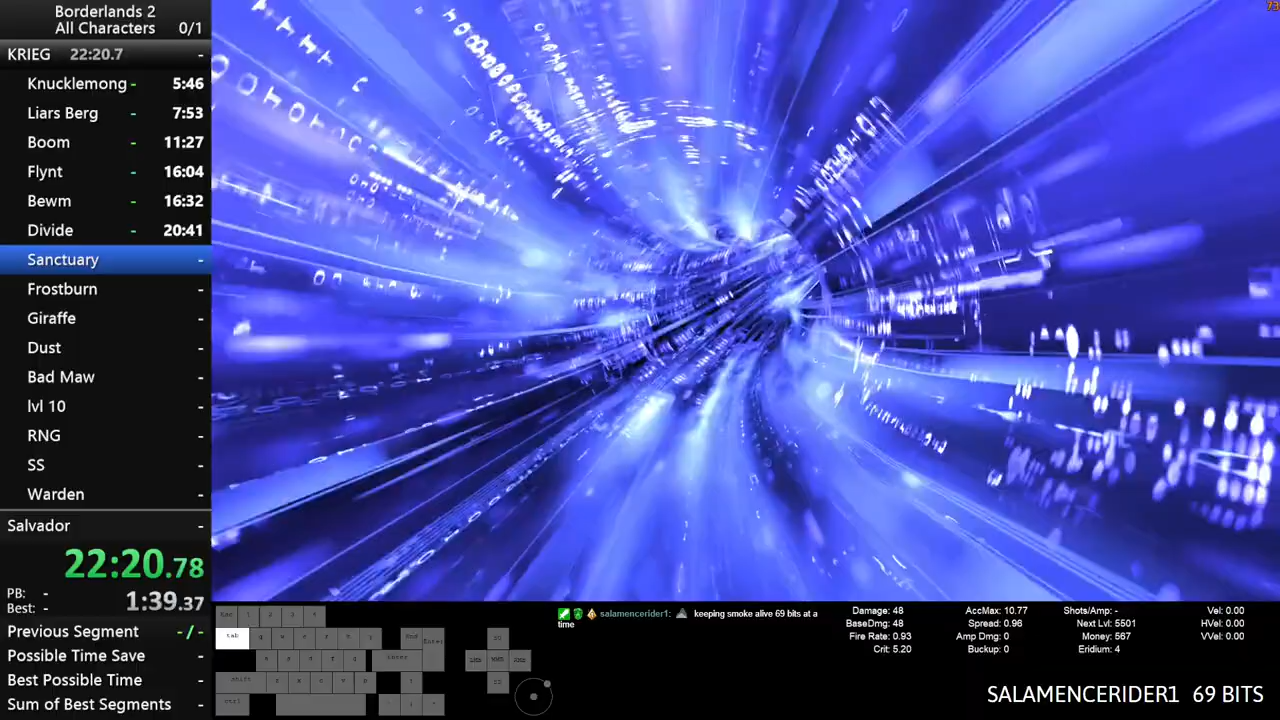 Borderlands 2
All Characters 0/1
KRIEG 22:20.7 -
Knucklemong - 5:46
Liars Berg - 7:53
Boom - 11:27
Flynt - 16:04
Bewm - 16:32
Divide - 20:41
Sanctuary -
Frostburn -
Giraffe -
Dust -
Bad Maw -
lvl 10 -
RNG -
SS -
Warden -
Salvador -
22:20.78
PB: -
Best: - 1:39.37
Previous Segment - / -
Possible Time Save -
Best Possible Time -
Sum of Best Segments -
73
tab
shift
ctrl
salamencerider1: keeping smoke alive 69 bits at a
time
Damage: 48
BaseDmg: 48
Fire Rate: 0.93
Crit: 5.20
AccMax: 10.77
Spread: 0.96
Amp Dmg: 0
Buckup: 0
Shots/Amp: -
Next Lvl: 5501
Money: 567
Eridium: 4
Vel: 0.00
HVel: 0.00
VVel: 0.00
SALAMENCERIDER1 69 BITS